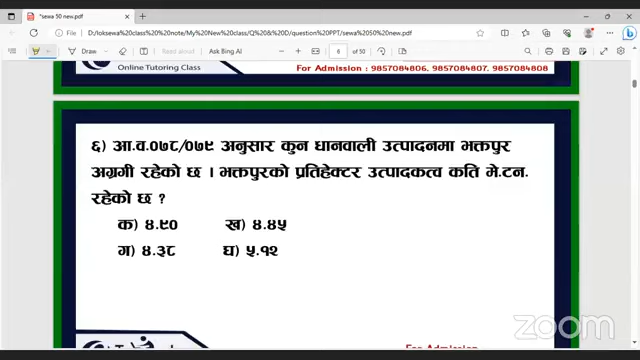 *sewa 50 new.pdf
D:/loksewa%20class%20%20note/My%20New%20class/Q%20&%20D/question%20PPT/sewa%2050%20new.pdf
Draw
Read aloud
Ask Bing AI
6 of 50
Online Tutoring Class
For Admission : 9857084806, 9857084807, 9857084808
६) आ.व.०७८/०७९ अनुसार कुन धानवाली उत्पादनमा भक्तपुर
अग्रगी रहेको छ । भक्तपुरको प्रतिहेक्टर उत्पादकत्व कति मे.टन.
रहेको छ ?
क) ४.९० ख) ४.४५
ग) ४.३८ घ) ५.१२
zoom
For Admission